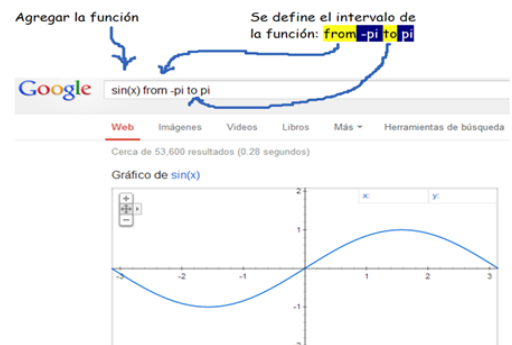 Agregar la función
Se define el intervalo de
la función: from -pi to pi
Google
sin(x) from -pi to pi
Web Imágenes Videos Libros Más Herramientas de búsqueda
Cerca de 53,600 resultados (0.28 segundos)
Gráfico de sin(x)
x: y:
2
1
-3 -2 -1 1 2 3
-1
-2